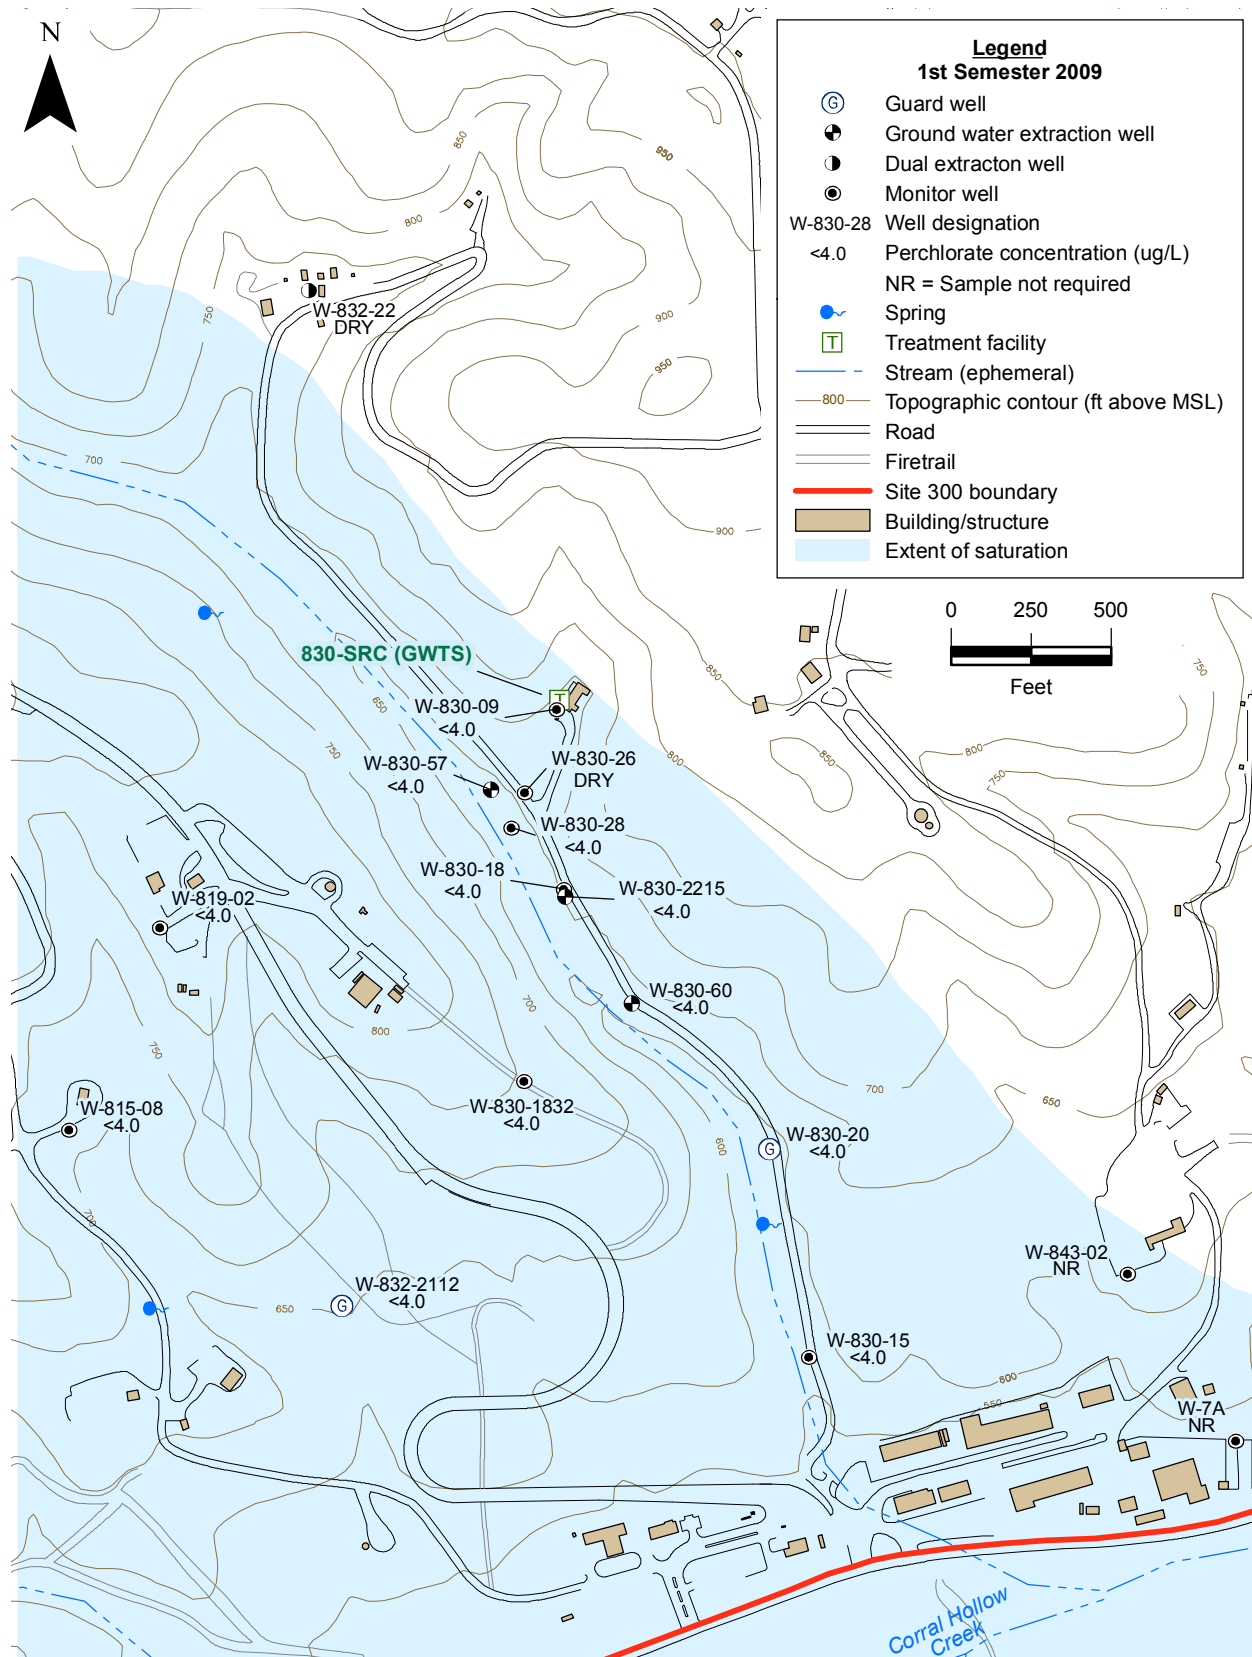 N
Legend
1st Semester 2009
G Guard well
Ground water extraction well
Dual extracton well
Monitor well
W-830-28 Well designation
<4.0 Perchlorate concentration (ug/L)
NR = Sample not required
Spring
T Treatment facility
Stream (ephemeral)
800 Topographic contour (ft above MSL)
Road
Firetrail
Site 300 boundary
Building/structure
Extent of saturation
0 250 500
Feet
850
950
800
750
W-832-22
DRY
900
950
700
900
830-SRC (GWTS)
T
850
750
650
W-830-09
<4.0
750
800
800
850
750
W-830-57
<4.0
W-830-26
DRY
W-830-28
<4.0
W-830-18
<4.0
W-830-2215
<4.0
W-819-02
<4.0
W-830-60
<4.0
700
800
750
700
650
W-815-08
<4.0
W-830-1832
<4.0
600
W-830-20
<4.0
G
700
W-843-02
NR
W-832-2112
<4.0
G
650
W-830-15
<4.0
800
550
W-7A
NR
Corral Hollow
Creek